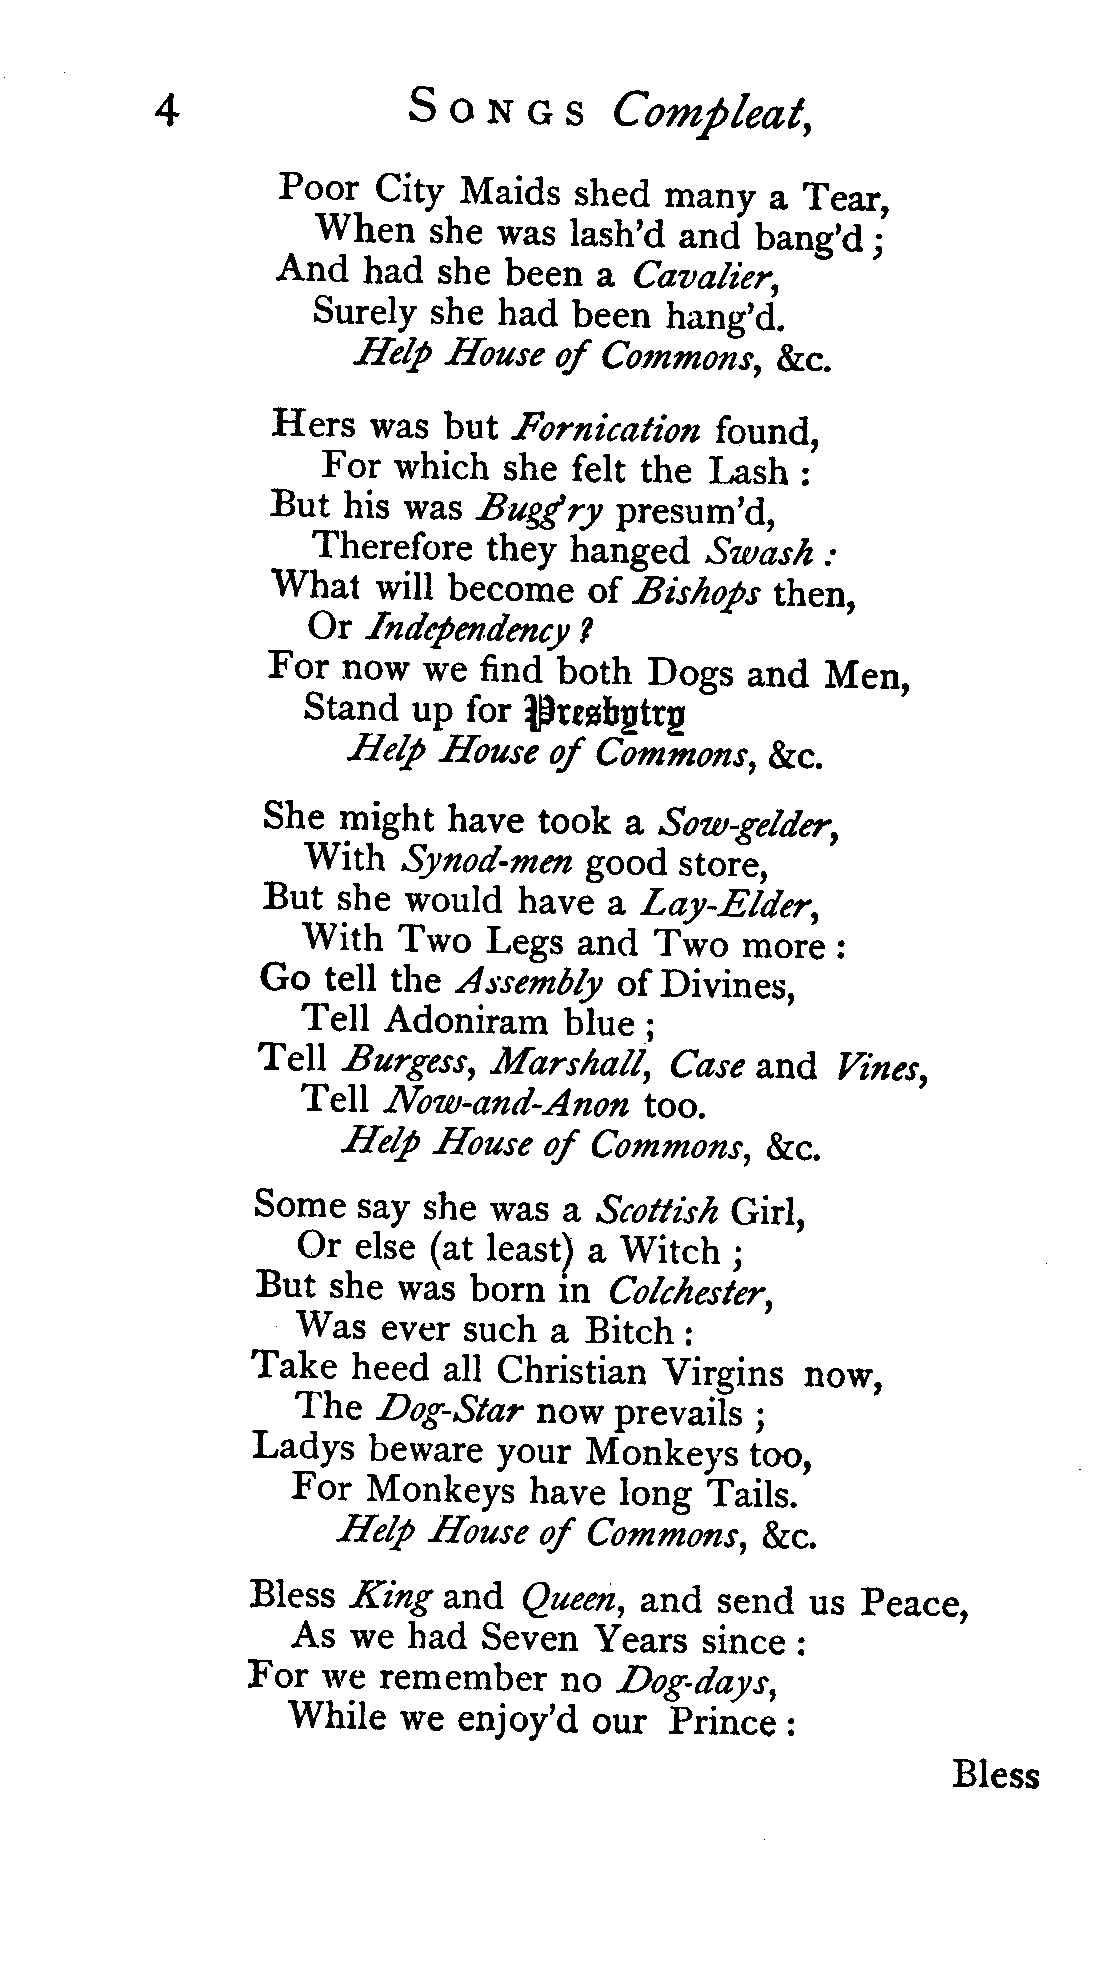 4 SONGS Compleat,
Poor City Maids shed many a Tear,
When she was lash'd and bang'd;
And had she been a Cavalier,
Surely she had been hang'd.
Help House of Commons, &c.
Hers was but Fornication found,
For which she felt the Lash:
But his was Bugg'ry presum'd,
Therefore they hanged Swash:
What will become of Bishops then,
Or Independency?
For now we find both Dogs and Men,
Stand up for Presbytry
Help House of Commons, &c.
She might have took a Sow-gelder,
With Synod-men good store,
But she would have a Lay-Elder,
With Two Legs and Two more:
Go tell the Assembly of Divines,
Tell Adoniram blue;
Tell Burgess, Marshall, Case and Vines,
Tell Now-and-Anon too.
Help House of Commons, &c.
Some say she was a Scottish Girl,
Or else (at least) a Witch;
But she was born in Colchester,
Was ever such a Bitch:
Take heed all Christian Virgins now,
The Dog-Star now prevails;
Ladys beware your Monkeys too,
For Monkeys have long Tails.
Help House of Commons, &c.
Bless King and Queen, and send us Peace,
As we had Seven Years since:
For we remember no Dog-days,
While we enjoy'd our Prince:
Bless